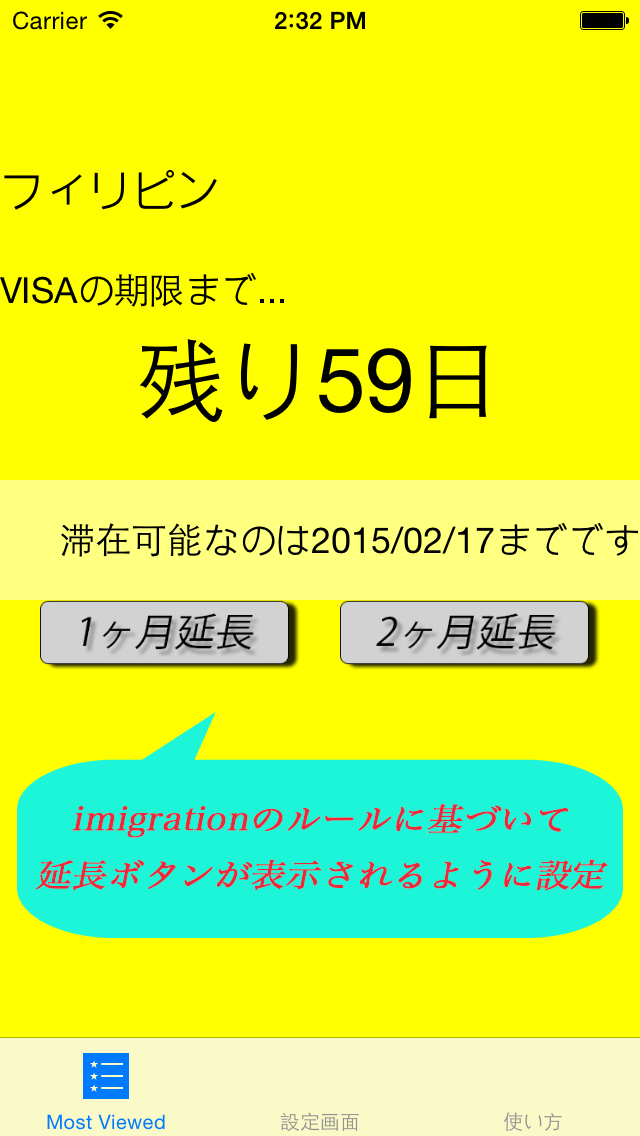 Carrier 2:32 PM
フィリピン
VISAの期限まで...
残り59日
滞在可能なのは2015/02/17までです
1ヶ月延長 2ヶ月延長
imigrationのルールに基づいて
延長ボタンが表示されるように設定
Most Viewed 設定画面 使い方